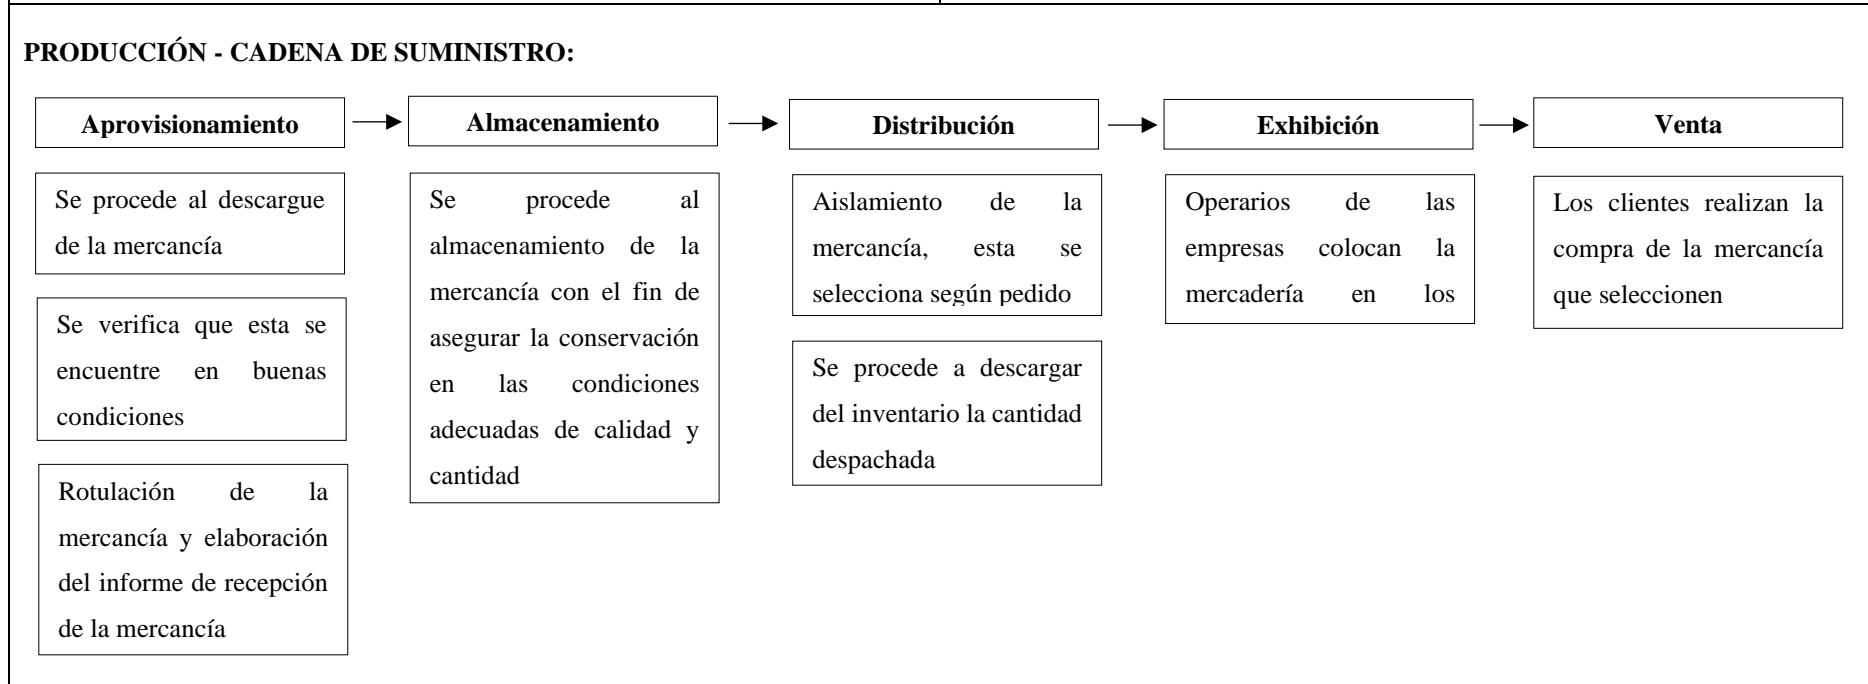 PRODUCCIÓN - CADENA DE SUMINISTRO:
Aprovisionamiento
Se procede al descargue
de la mercancía
Se verifica que esta se
encuentre en buenas
condiciones
Rotulación de la
mercancía y elaboración
del informe de recepción
de la mercancía
Almacenamiento
Se procede al
almacenamiento de la
mercancía con el fin de
asegurar la conservación
en las condiciones
adecuadas de calidad y
cantidad
Distribución
Aislamiento de la
mercancía, esta se
selecciona según pedido
Se procede a descargar
del inventario la cantidad
despachada
Exhibición
Operarios de las
empresas colocan la
mercadería en los
Venta
Los clientes realizan la
compra de la mercancía
que seleccionen